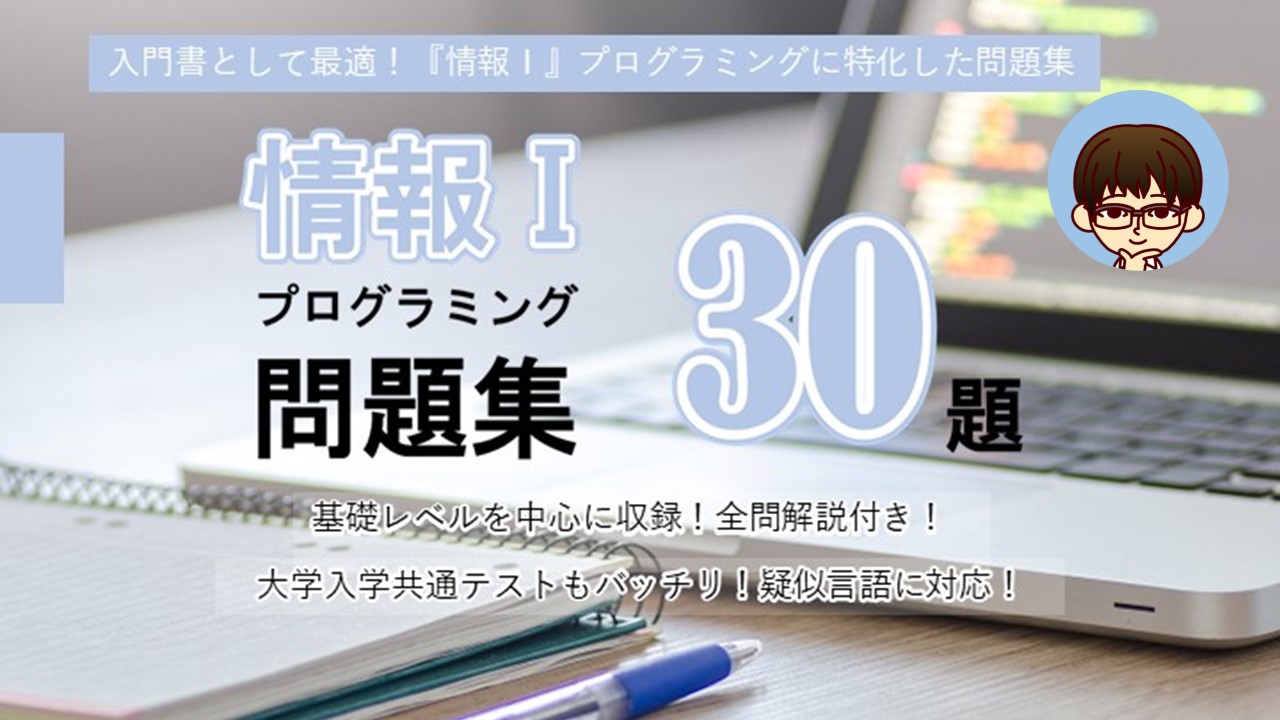 入門書として最適！『情報Ⅰ』プログラミングに特化した問題集
情報Ⅰ
プログラミング
問題集
30題
基礎レベルを中心に収録！全問解説付き！
大学入学共通テストもバッチリ！疑似言語に対応！